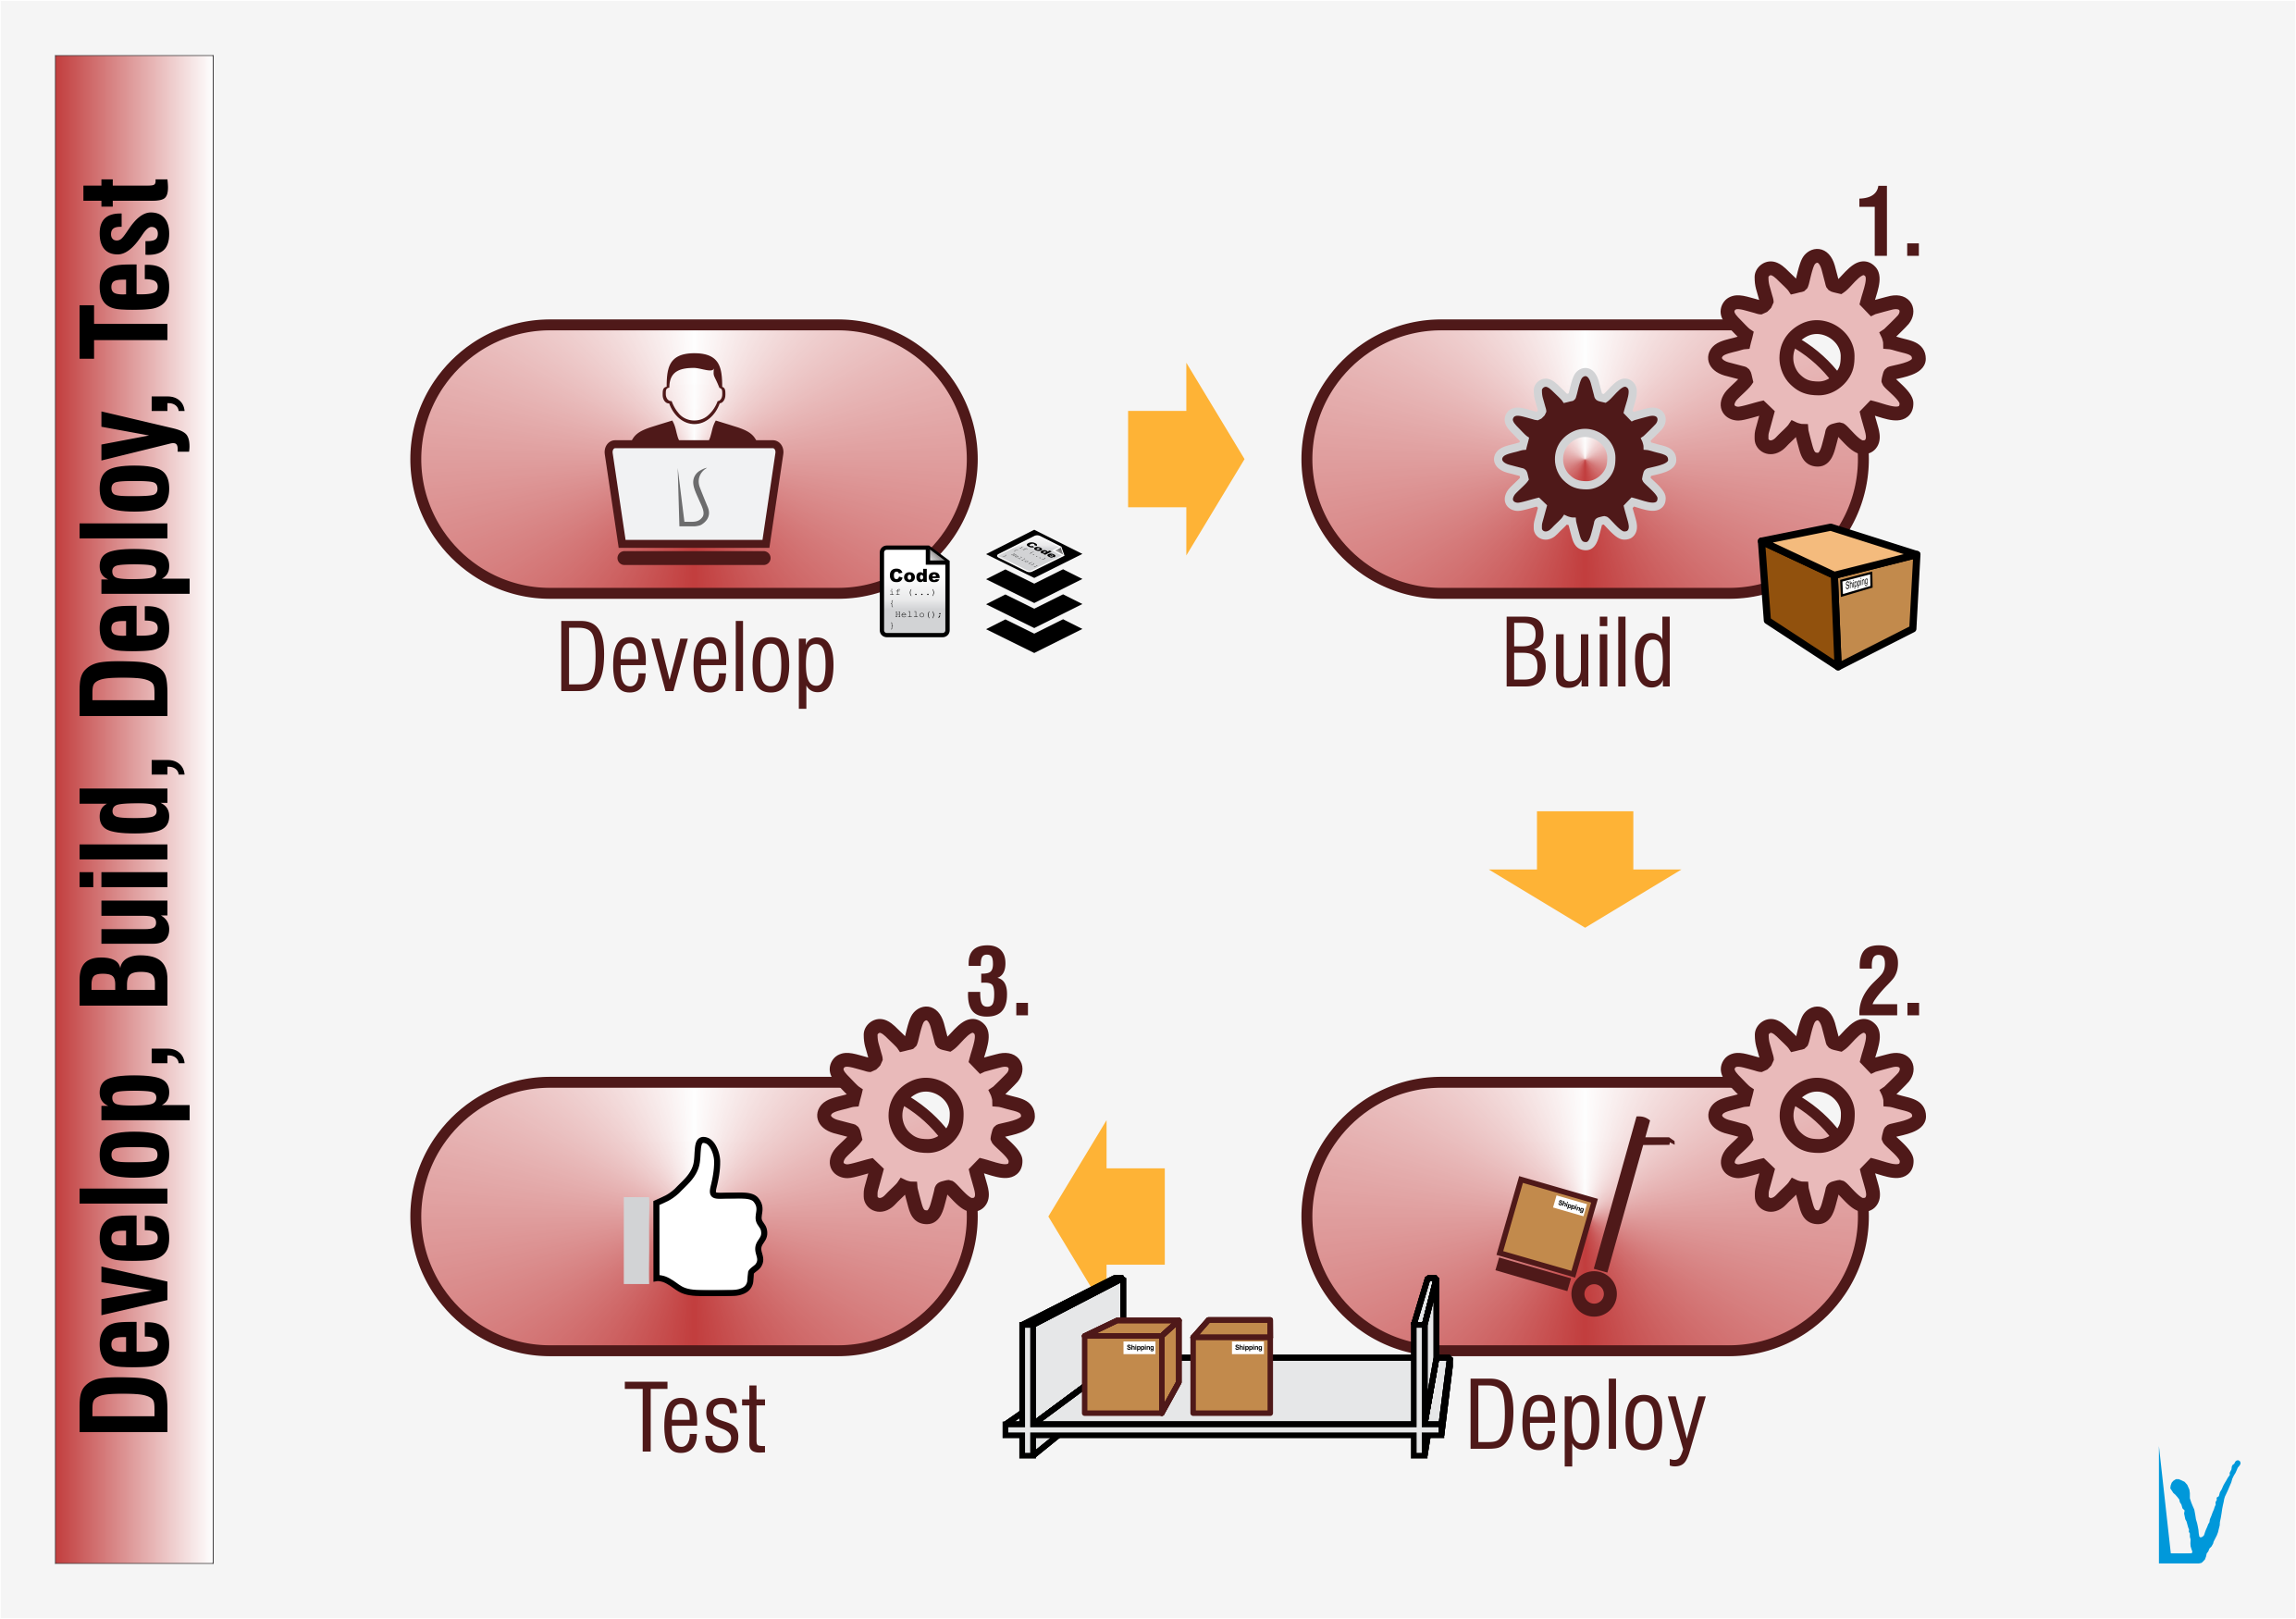 Develop, Build, Deploy, Test
Develop
Code
if (...)
{
Hello();
}
Code
1.
Build
Shipping
3.
Test
2.
Shipping
Deploy
Shipping
Shipping